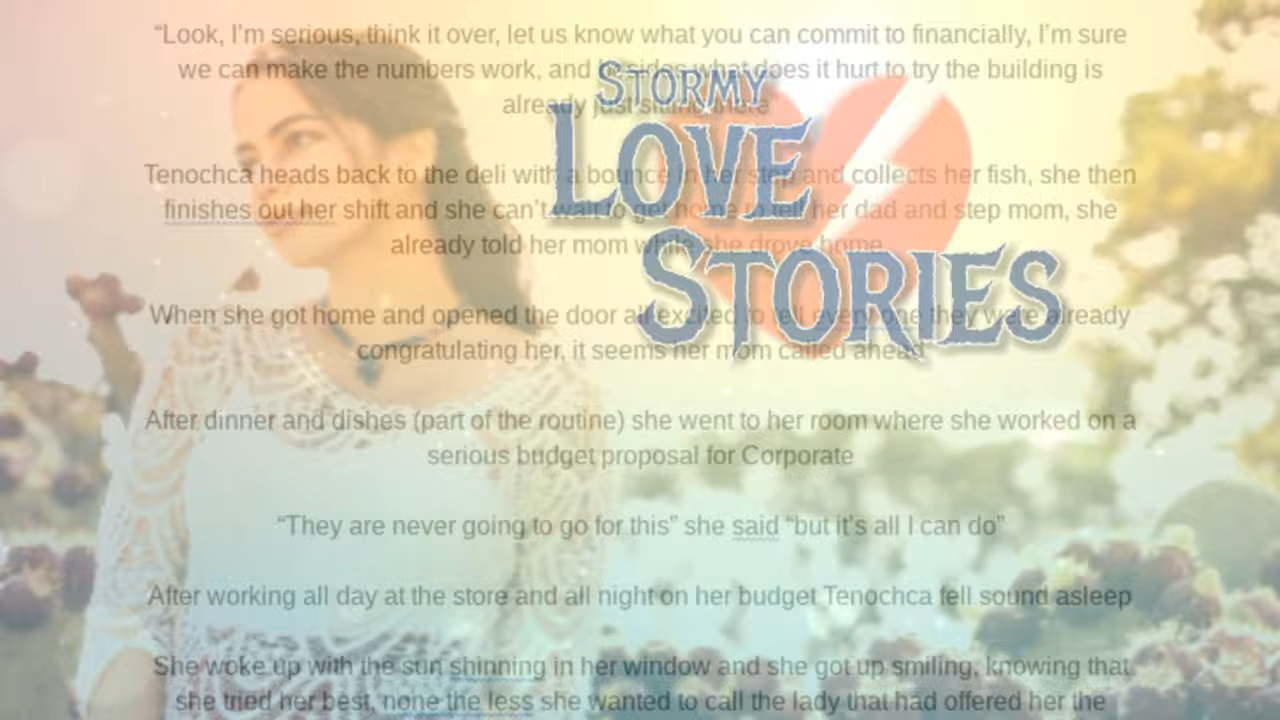 “Look, I’m serious, think it over, let us know what you can commit to financially, I’m sure
we can make the numbers work, and besides what does it hurt to try the building is
already just sitting there”
STORMY
LOVE
STORIES
Tenochca heads back to the deli with a bounce in her step and collects her fish, she then
finishes out her shift and she can’t wait to get home to tell her dad and step mom, she
already told her mom while she drove home
When she got home and opened the door all excited to tell everyone they were already
congratulating her, it seems her mom called ahead
After dinner and dishes (part of the routine) she went to her room where she worked on a
serious budget proposal for Corporate
“They are never going to go for this” she said “but it’s all I can do”
After working all day at the store and all night on her budget Tenochca fell sound asleep
She woke up with the sun shinning in her window and she got up smiling, knowing that
she tried her best, none the less she wanted to call the lady that had offered her the